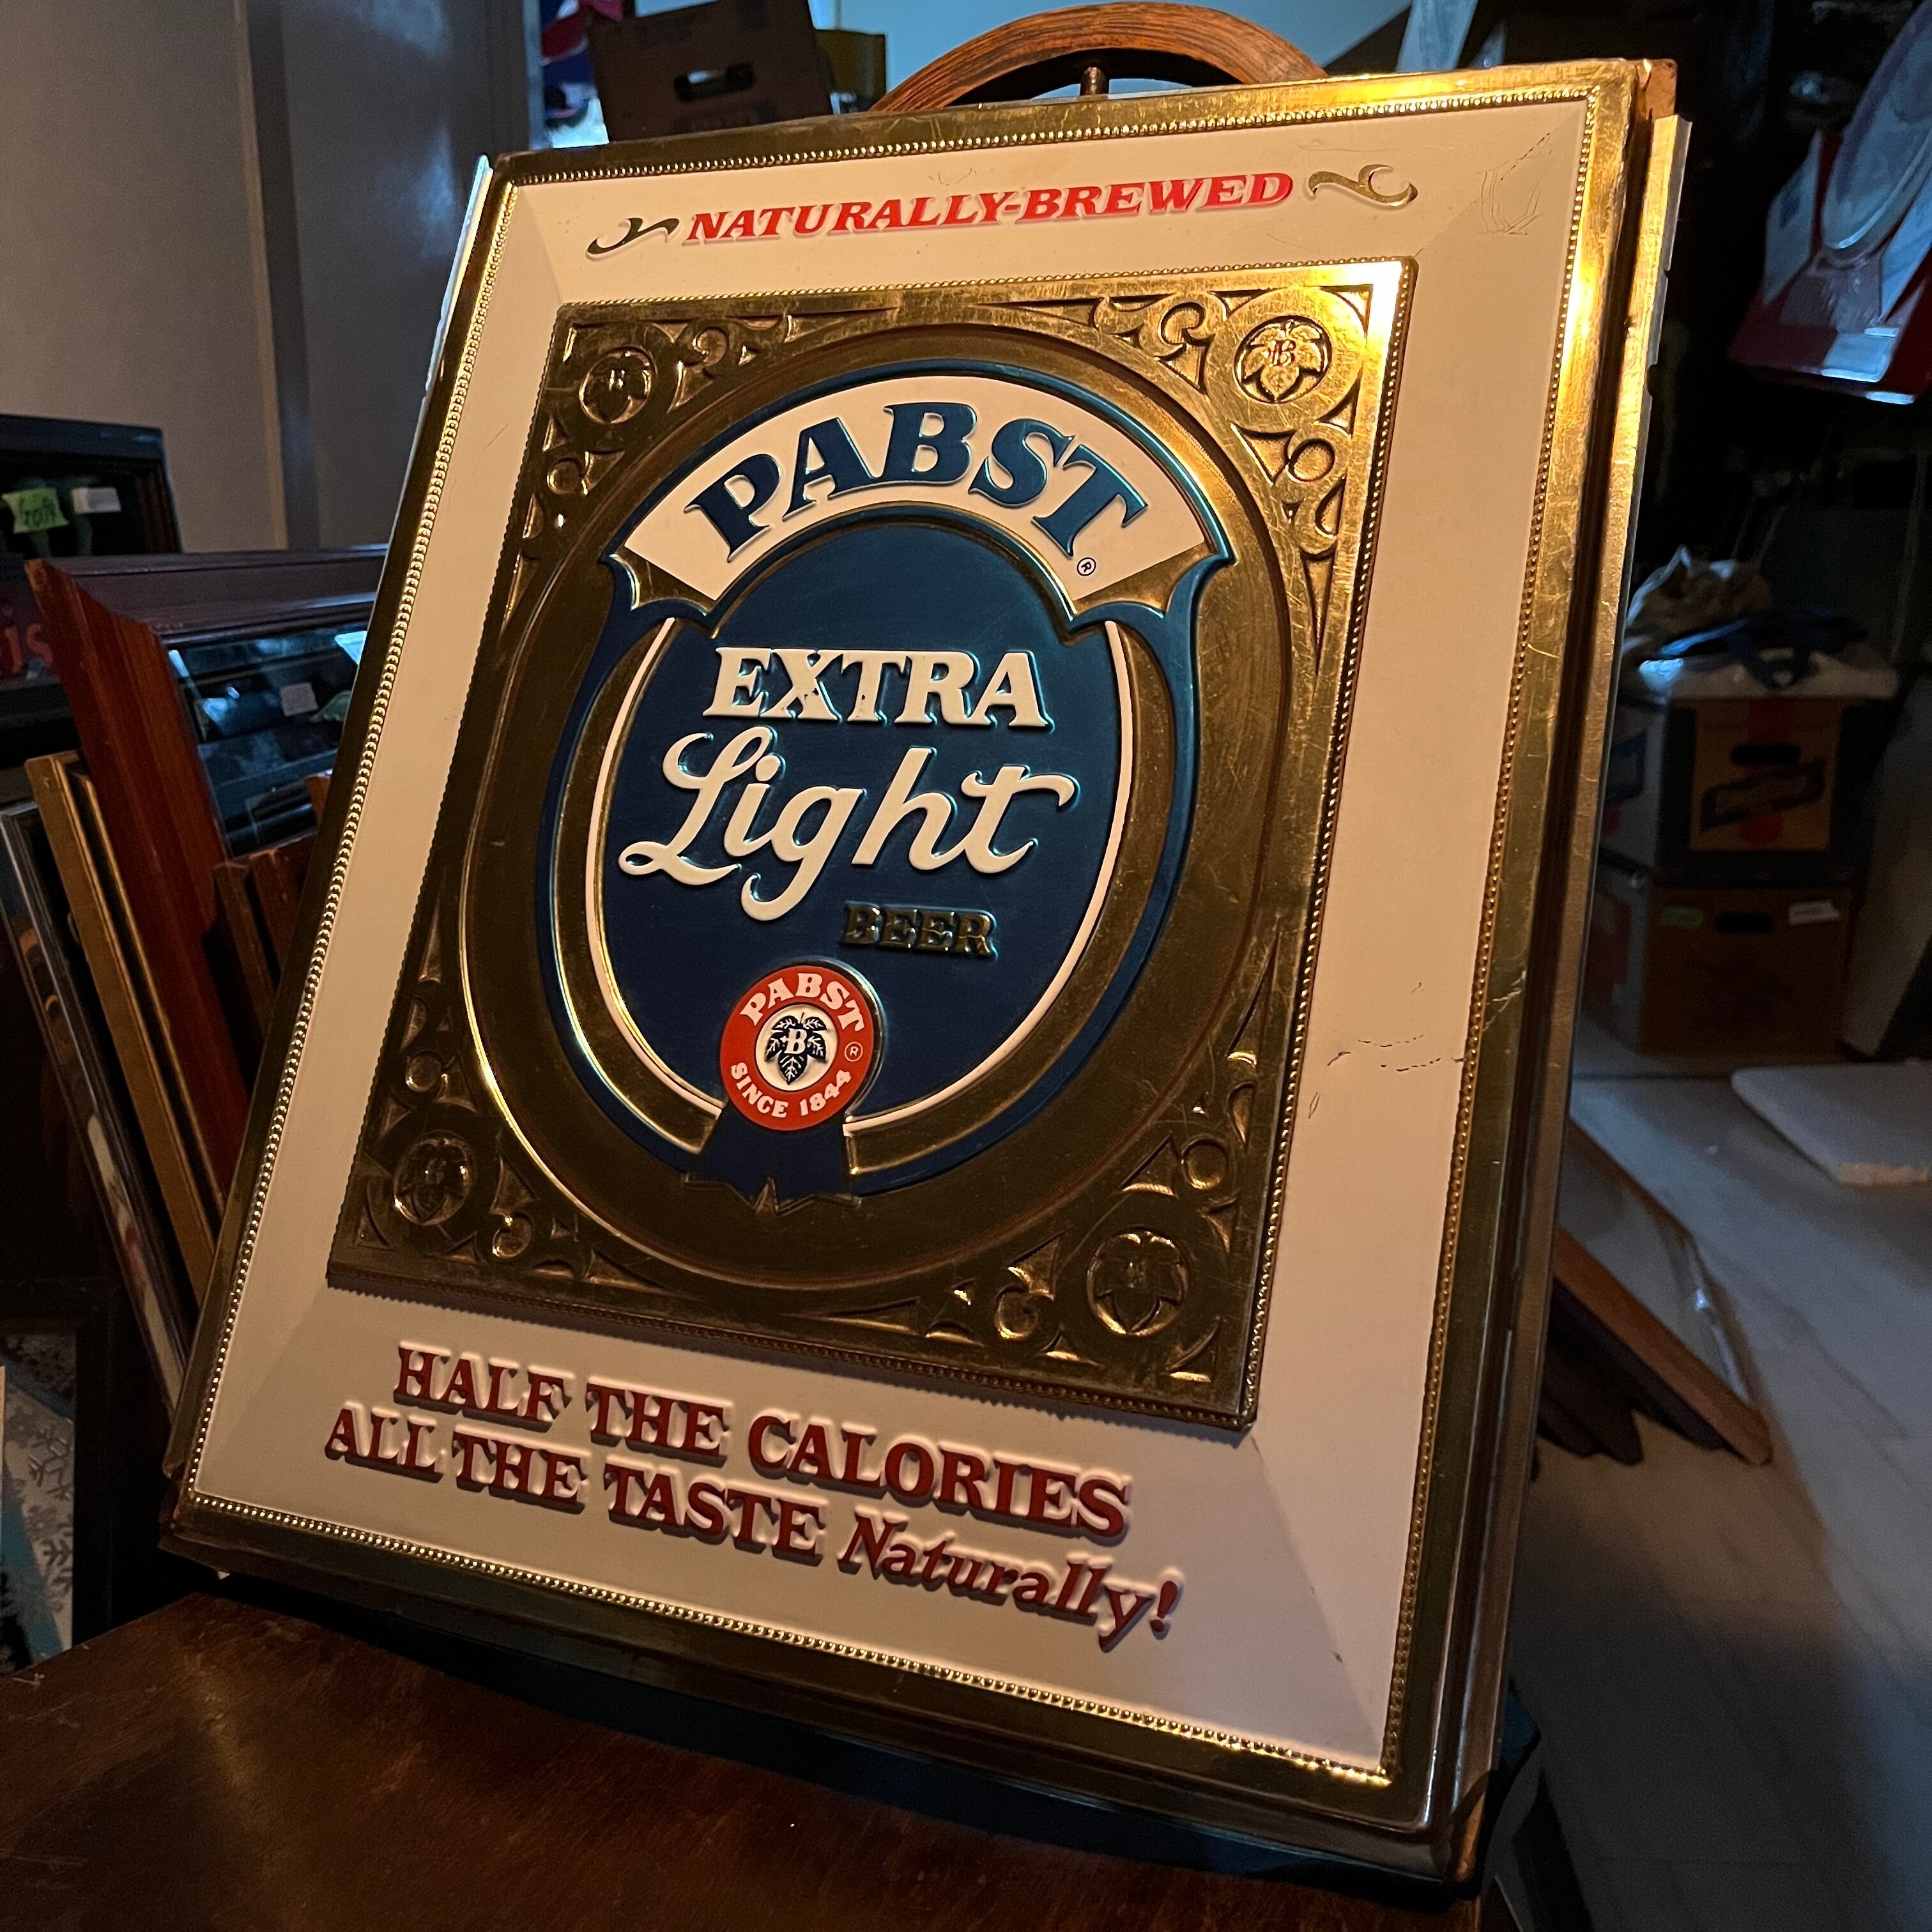 NATURALLY-BREWED
PABST®
EXTRA
Light
BEER
PABST®
B
SINCE 1844
HALF THE CALORIES
ALL THE TASTE Naturally!